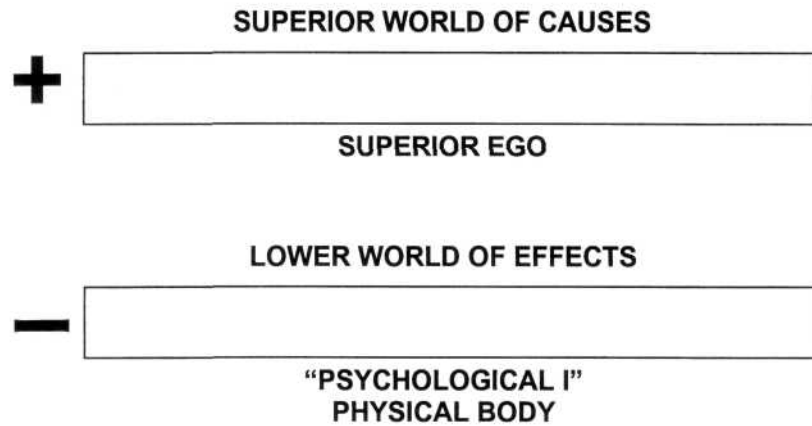 SUPERIOR WORLD OF CAUSES
+
SUPERIOR EGO
LOWER WORLD OF EFFECTS
–
“PSYCHOLOGICAL I”
PHYSICAL BODY